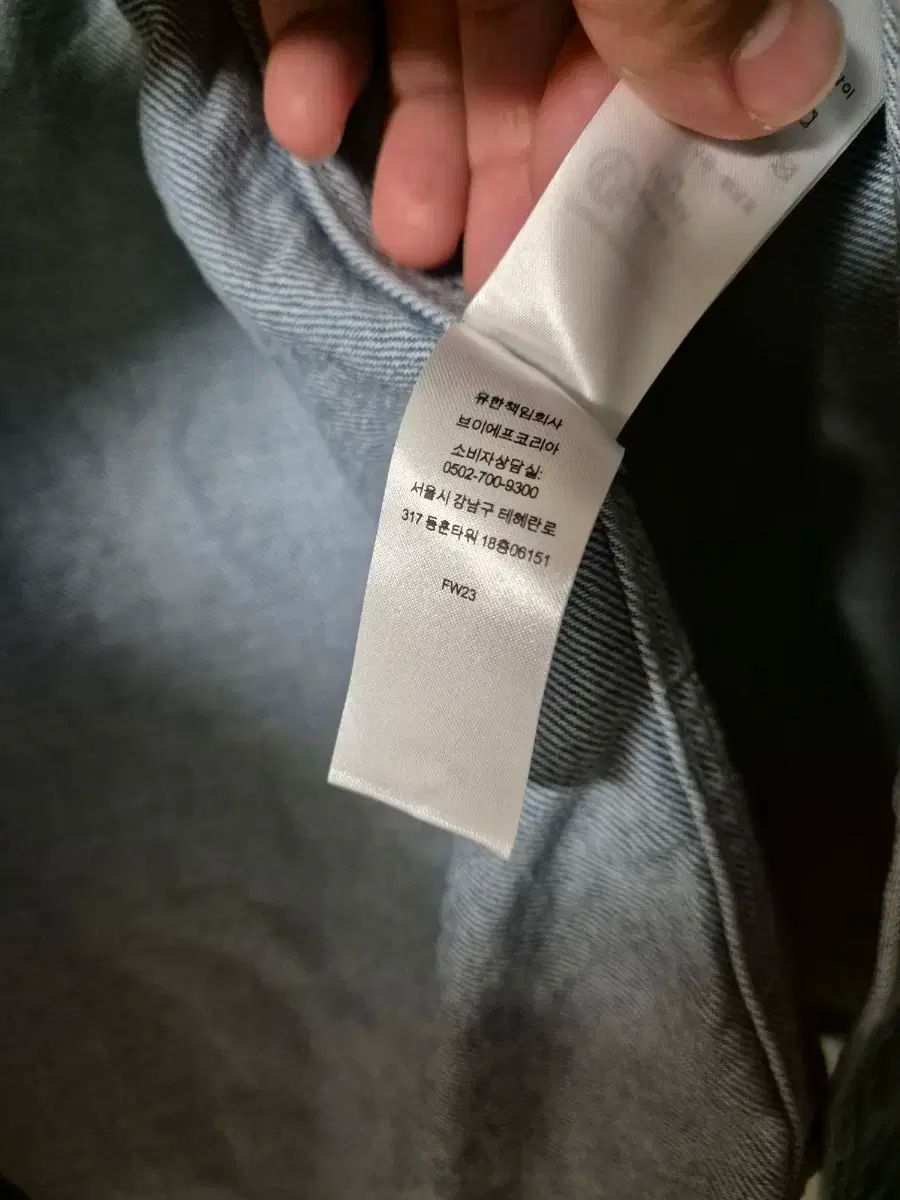 유한책임회사
브이에프코리아
소비자상담실:
0502-700-9300
서울시 강남구 테헤란로
317 동훈타워 18층06151
FW23